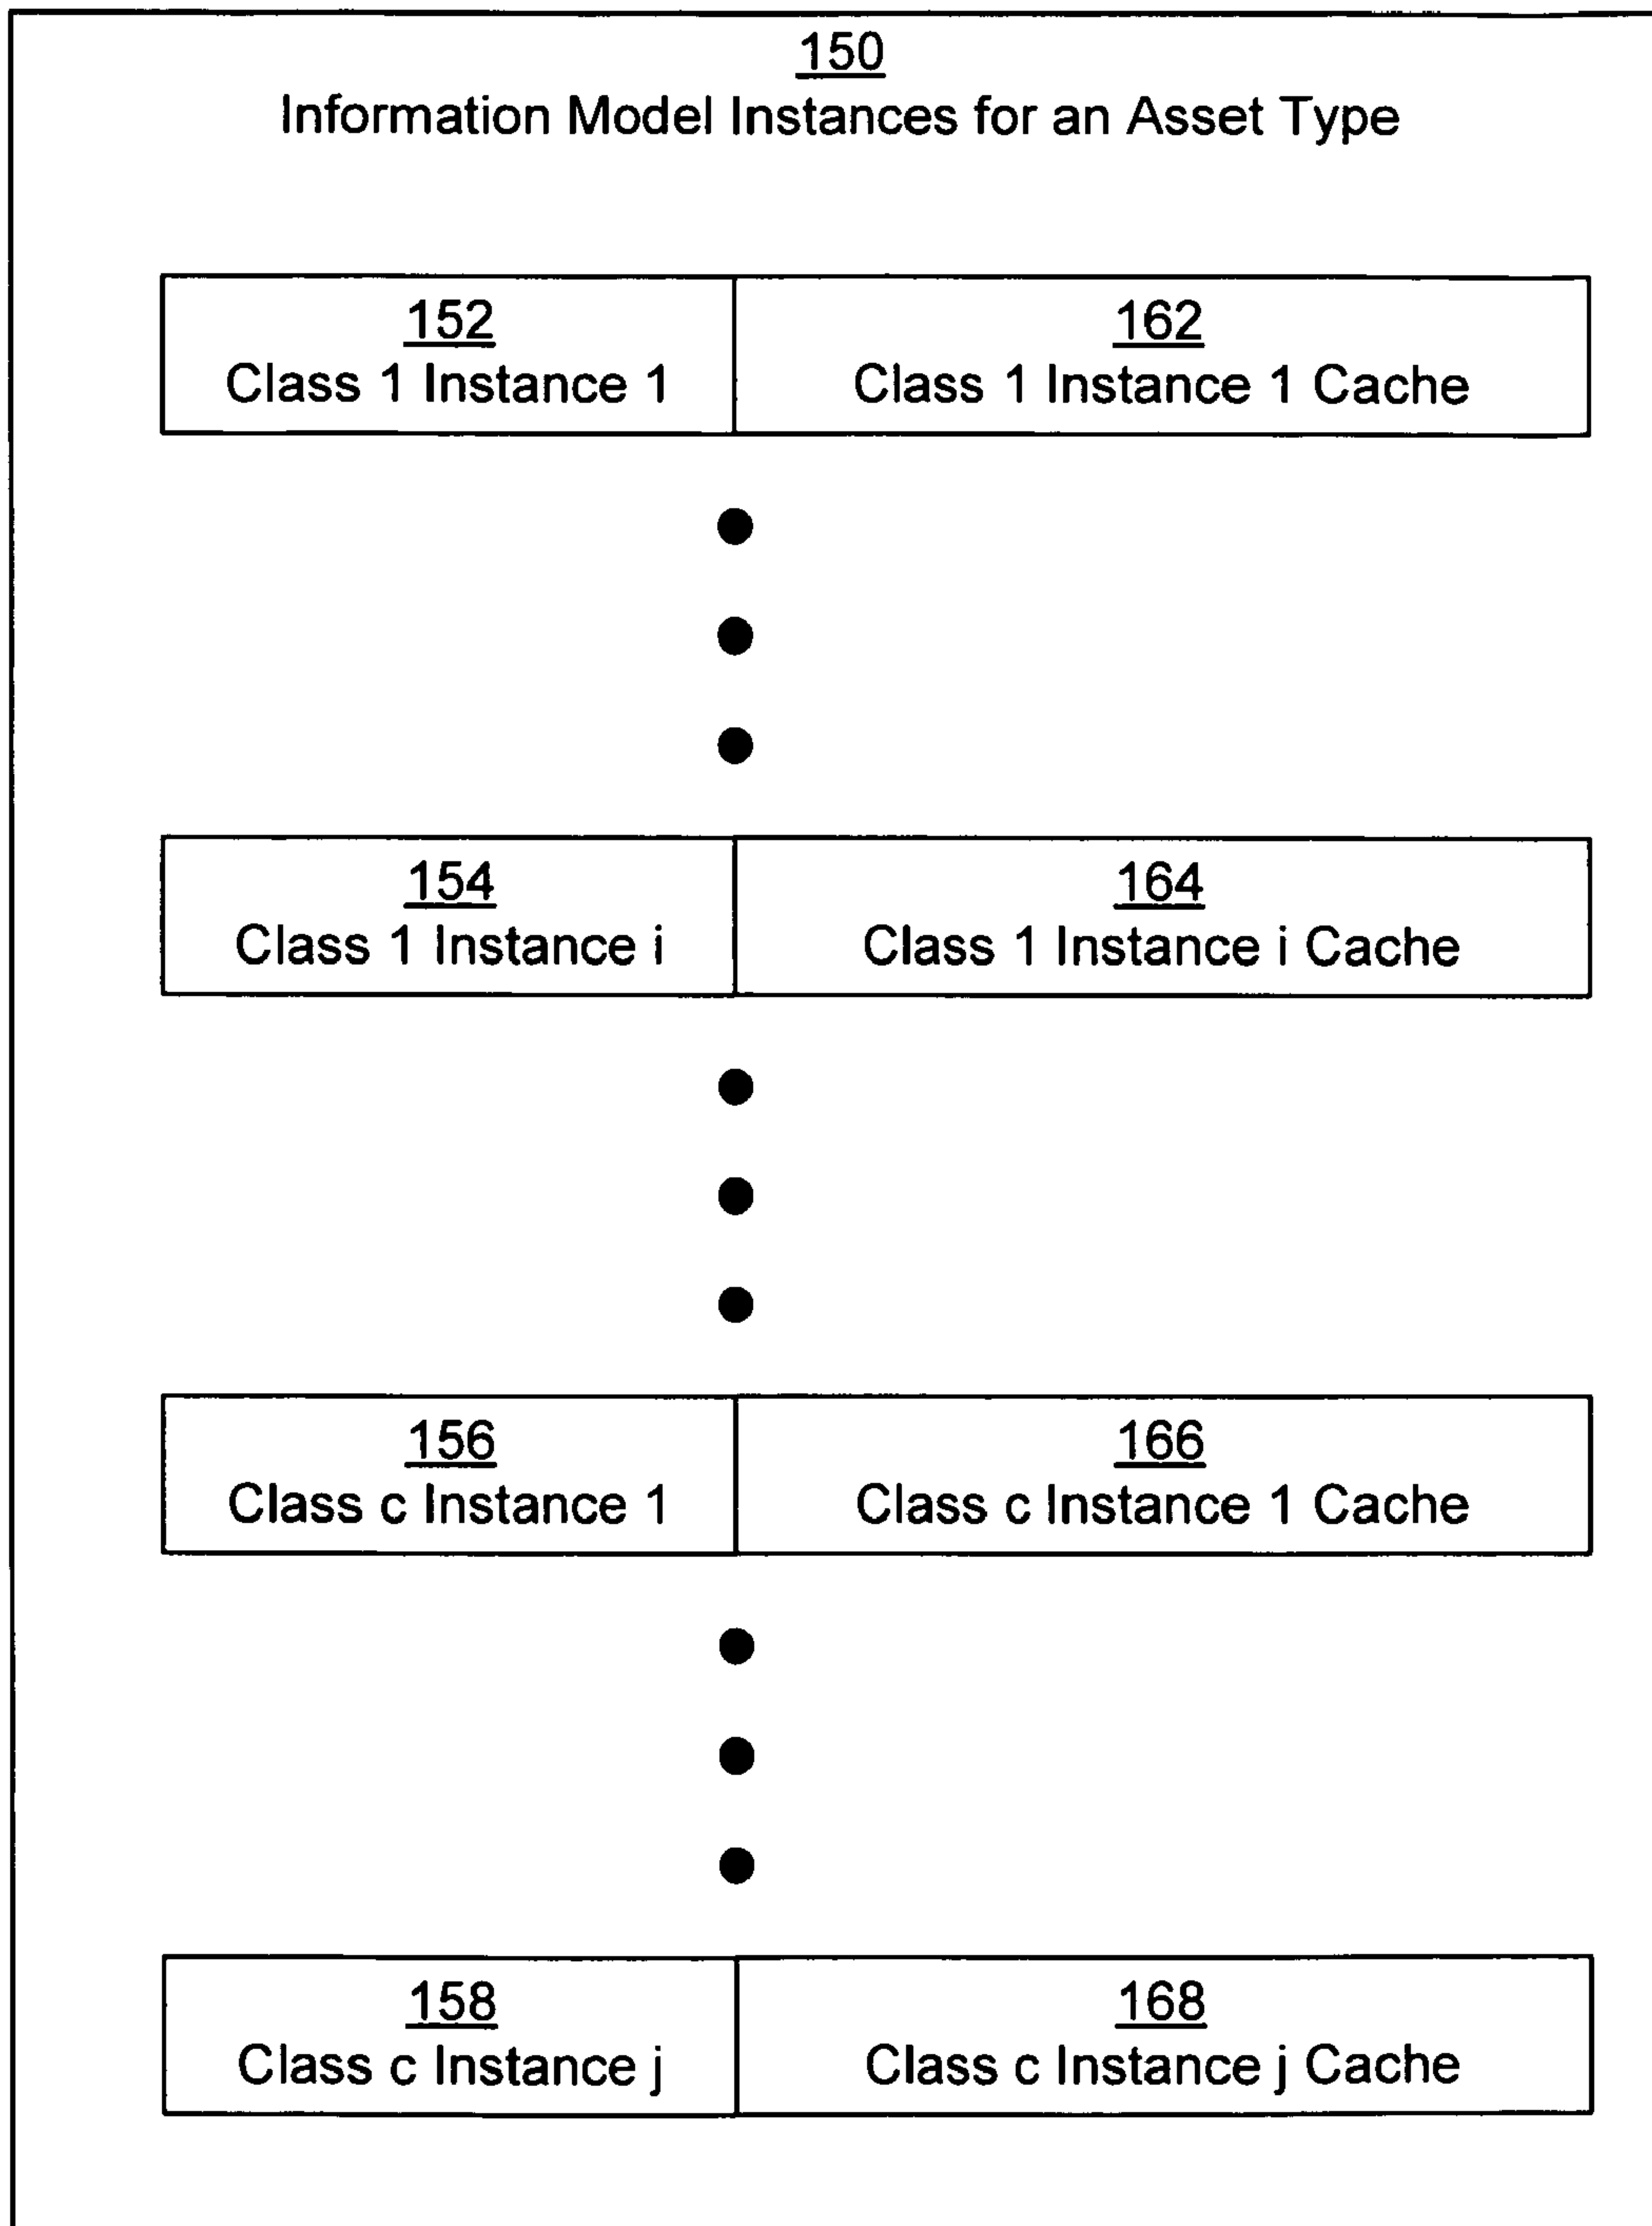 150
Information Model Instances for an Asset Type
152
Class 1 Instance 1
162
Class 1 Instance 1 Cache
154
Class 1 Instance i
164
Class 1 Instance i Cache
156
Class c Instance 1
166
Class c Instance 1 Cache
158
Class c Instance j
168
Class c Instance j Cache